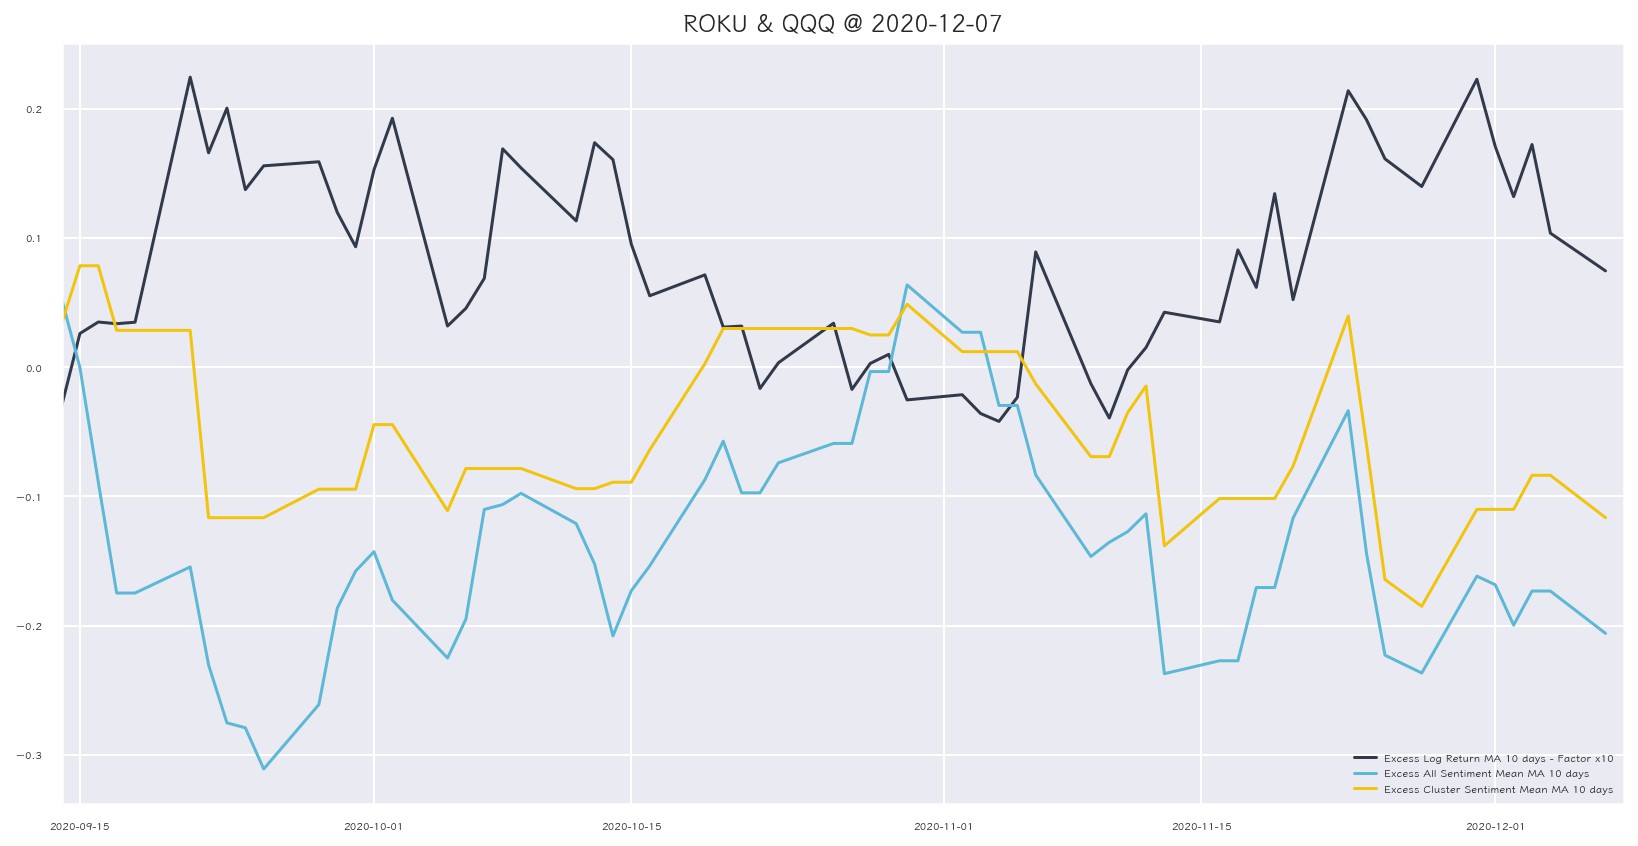 ROKU & QQQ @ 2020-12-07
0.2
0.1
0.0
−0.1
−0.2
−0.3
Excess Log Return MA 10 days - Factor x10
Excess All Sentiment Mean MA 10 days
Excess Cluster Sentiment Mean MA 10 days
2020-09-15 2020-10-01 2020-10-15 2020-11-01 2020-11-15 2020-12-01